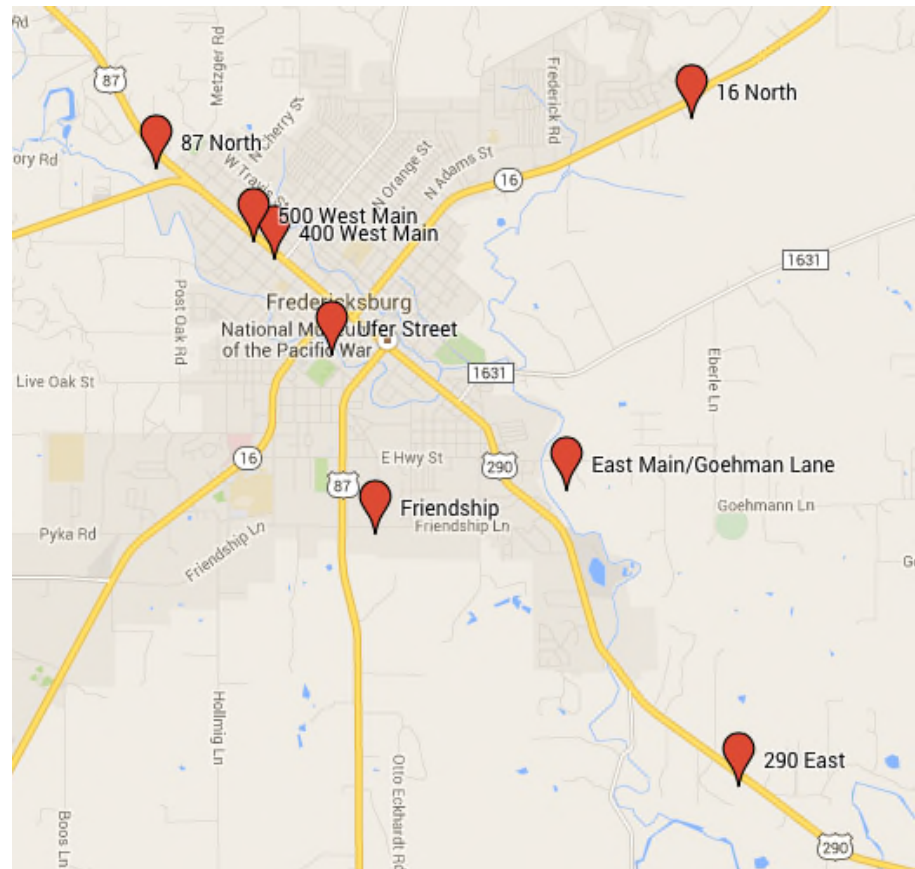 Rd
87
Metzger Rd
N Cherry St
W Travis St
ory Rd
87 North
Frederick Rd
16 North
N Orange St
N Adams St
16
500 West Main
400 West Main
1631
Post Oak Rd
Fredericksburg
National Museum
of the Pacific War
Ufer Street
Live Oak St
1631
Eberle Ln
16
E Hwy St
290
87
East Main/Goehman Lane
Friendship
Friendship Ln
Goehmann Ln
Pyka Rd
Friendship Ln
Go
Hollmig Ln
Otto Eckhardt Rd
290 East
Boos Ln
290